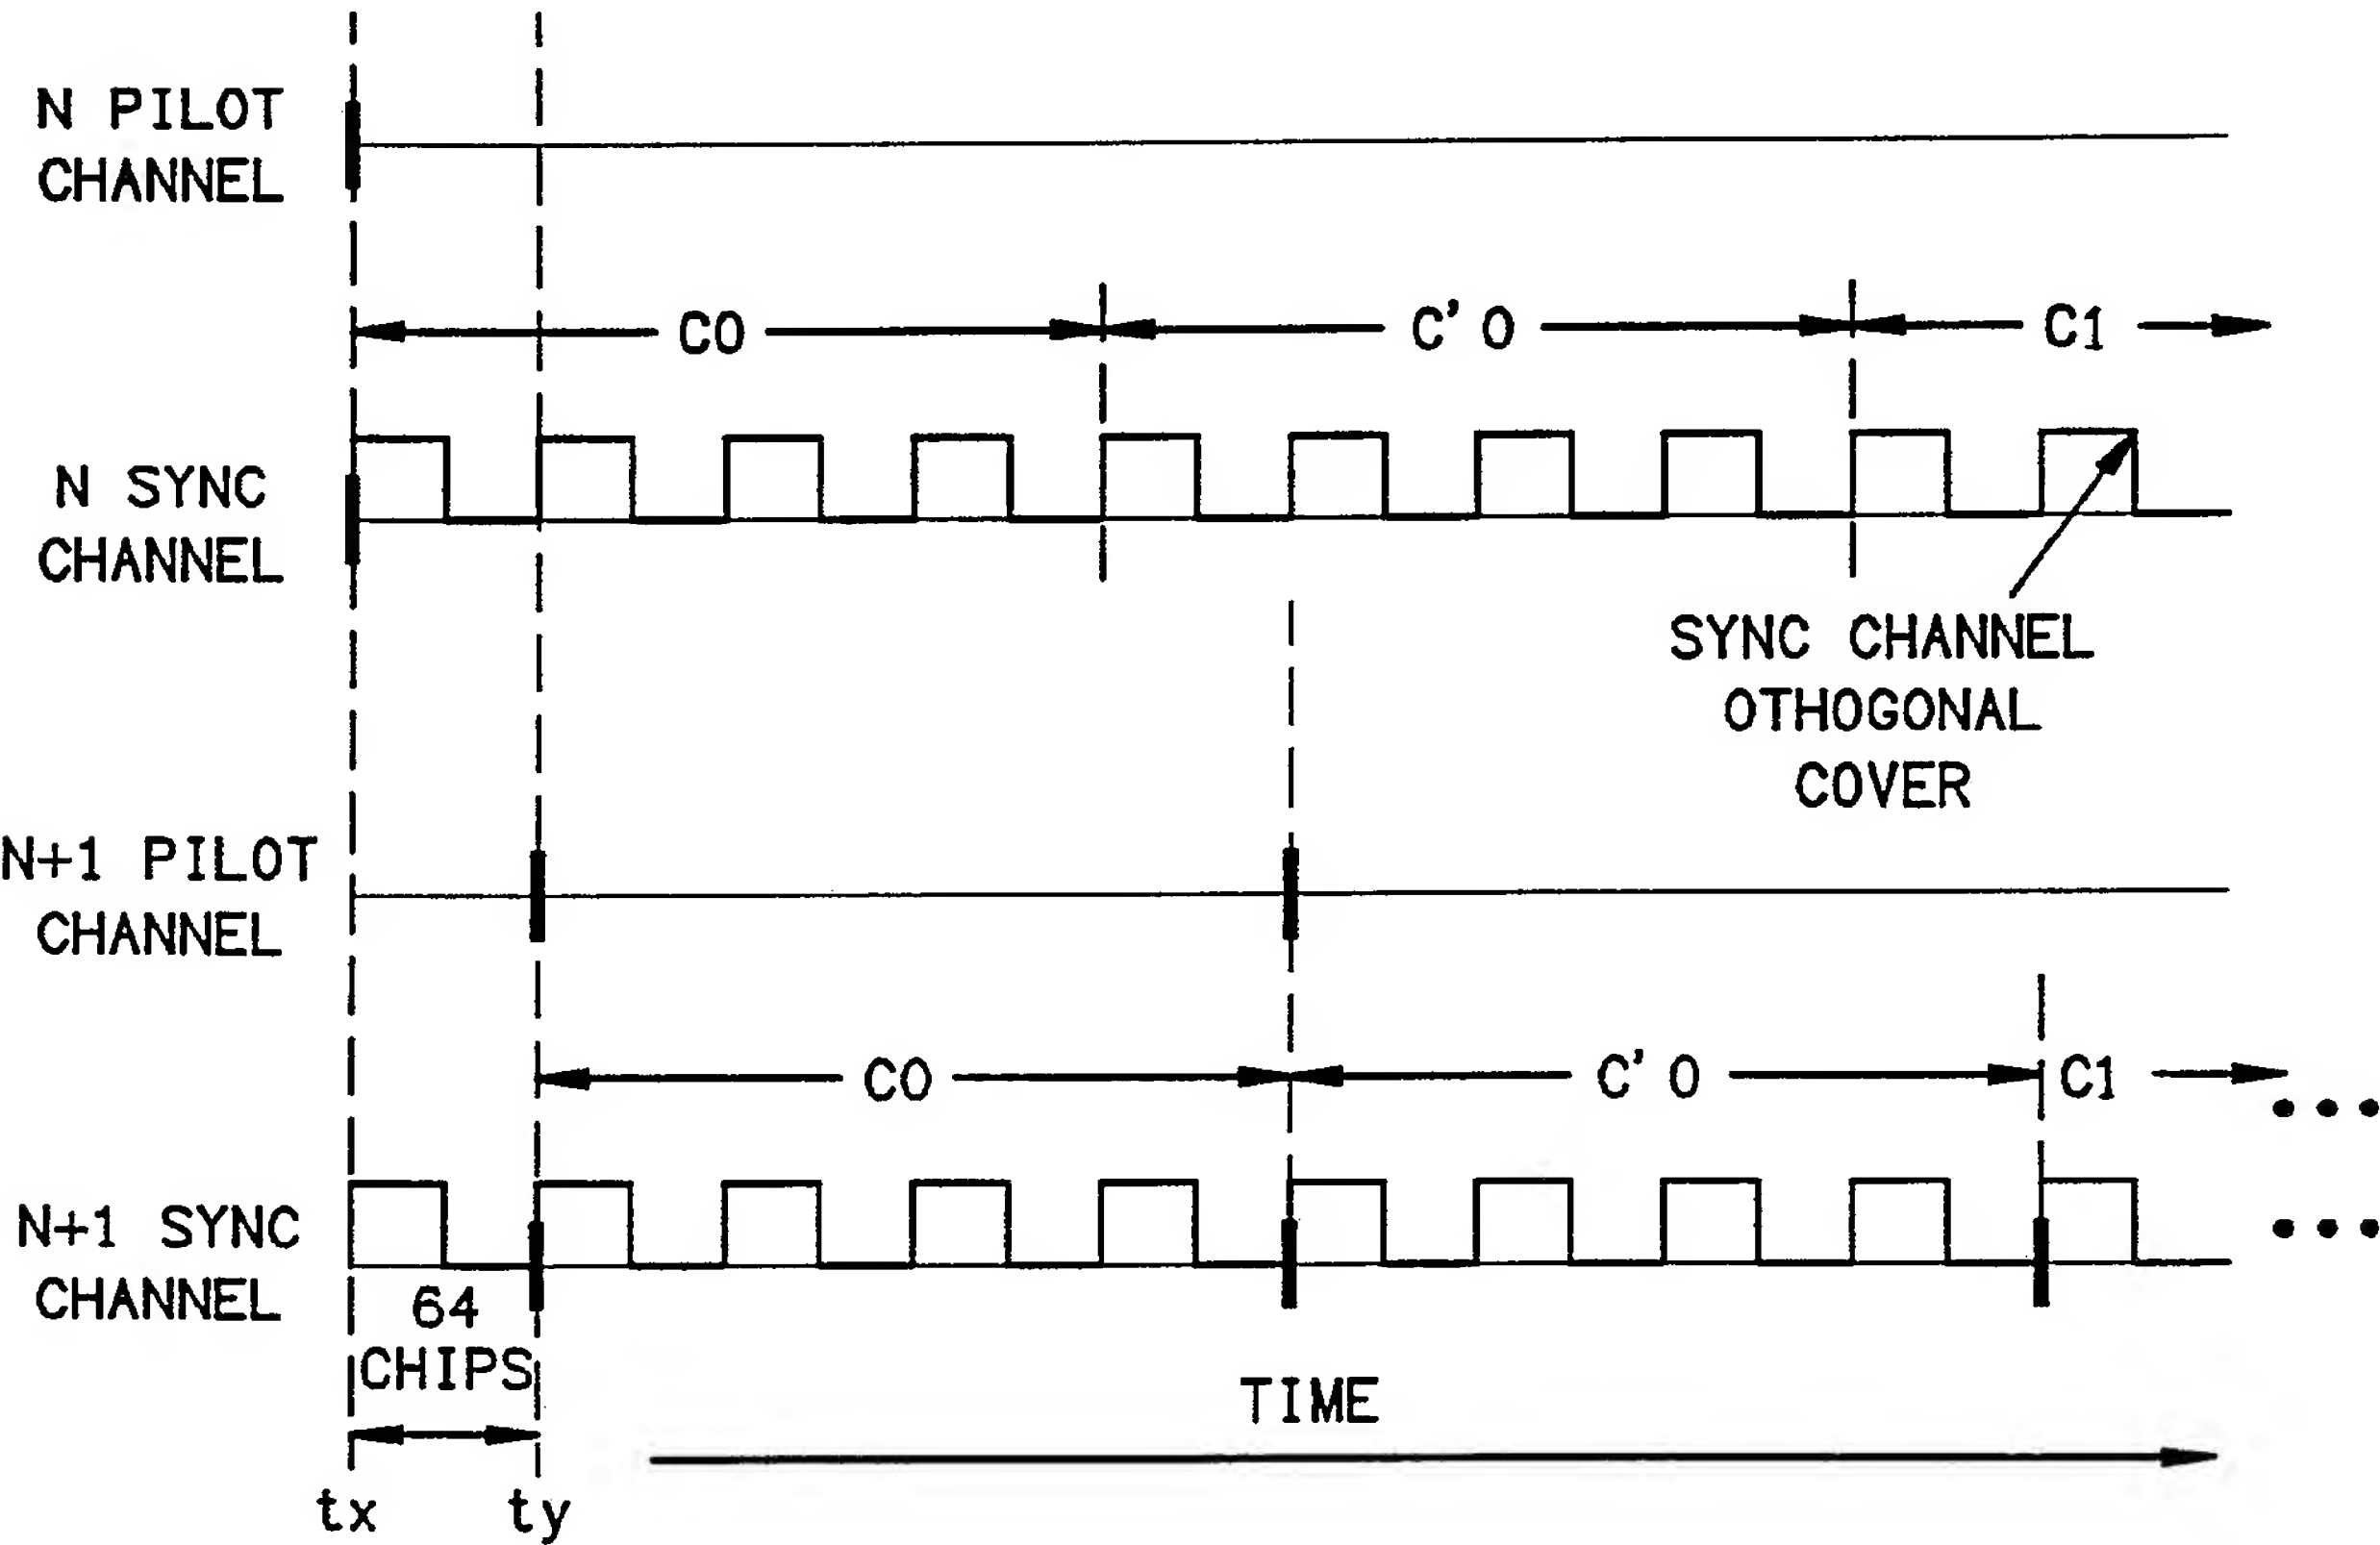 N PILOT
CHANNEL
C0
C'0
C1
N SYNC
CHANNEL
SYNC CHANNEL
OTHOGONAL
COVER
N+1 PILOT
CHANNEL
C0
C'0
C1
N+1 SYNC
CHANNEL
64
CHIPS
TIME
tx
ty